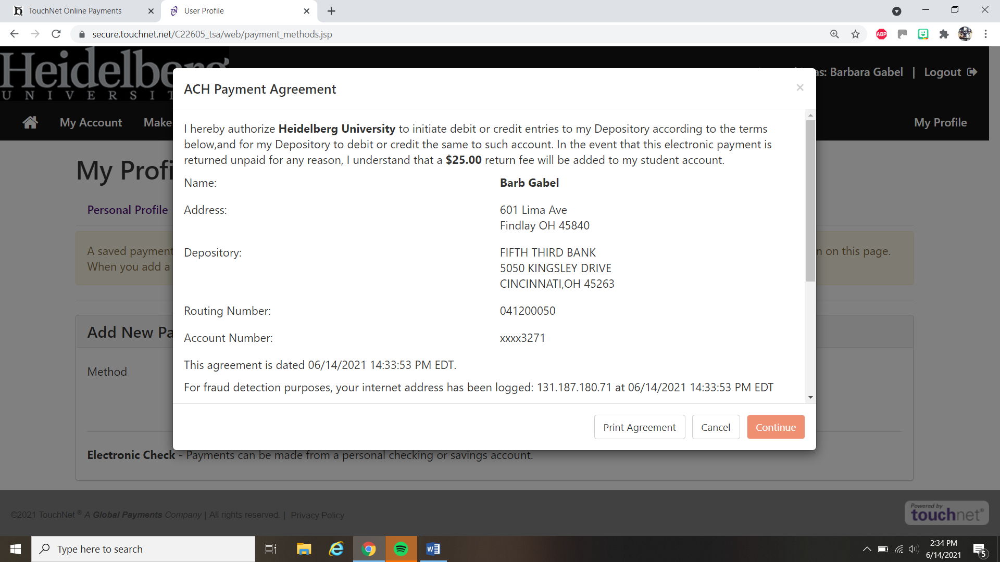 TouchNet Online Payments
User Profile
secure.touchnet.net/C22605_tsa/web/payment_methods.jsp
ABP
Heidelberg
UNIVERSIT
as: Barbara Gabel | Logout
My Account
Make
My Profile
My Profi
Personal Profile
A saved payment
n on this page.
When you add a
Add New Pa
Method
ACH Payment Agreement
I hereby authorize Heidelberg University to initiate debit or credit entries to my Depository according to the terms
below,and for my Depository to debit or credit the same to such account. In the event that this electronic payment is
returned unpaid for any reason, I understand that a $25.00 return fee will be added to my student account.
Name: Barb Gabel
Address: 601 Lima Ave
Findlay OH 45840
Depository: FIFTH THIRD BANK
5050 KINGSLEY DRIVE
CINCINNATI,OH 45263
Routing Number: 041200050
Account Number: xxxx3271
This agreement is dated 06/14/2021 14:33:53 PM EDT.
For fraud detection purposes, your internet address has been logged: 131.187.180.71 at 06/14/2021 14:33:53 PM EDT
Print Agreement
Cancel
Continue
Electronic Check - Payments can be made from a personal checking or savings account.
©2021 TouchNet ® A Global Payments Company | All rights reserved. | Privacy Policy
Powered by
touchnet®
Type here to search
2:34 PM
6/14/2021
5